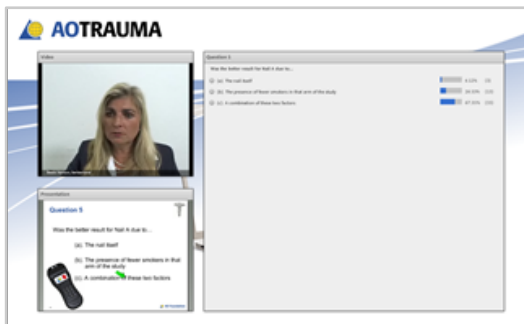 AOTRAUMA
Video
Question 5
Was the better result for Nail A due to...
(a). The nail itself
(b). The presence of fewer smokers in that arm of the study
(c). A combination of these two factors
Presentation
Question 5
Was the better result for Nail A due to...
(a). The nail itself
(b). The presence of fewer smokers in that
arm of the study
(c). A combination of these two factors